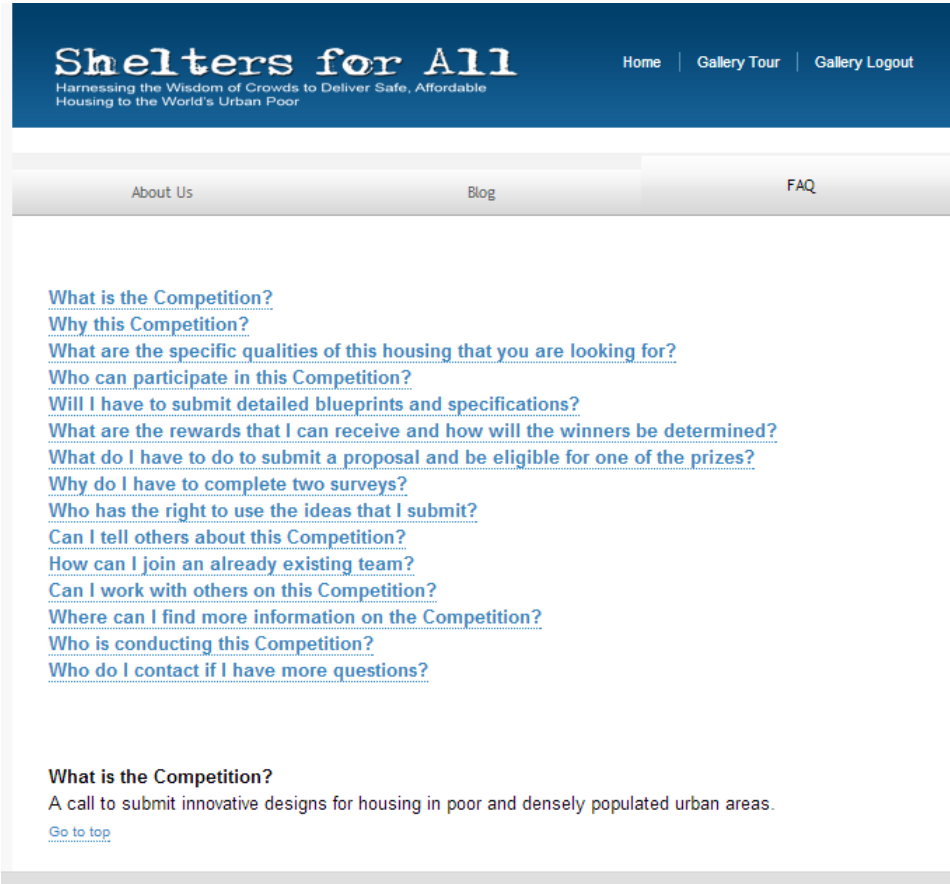 Shelters for All
Harnessing the Wisdom of Crowds to Deliver Safe, Affordable
Housing to the World's Urban Poor
Home
Gallery Tour
Gallery Logout
About Us
Blog
FAQ
What is the Competition?
Why this Competition?
What are the specific qualities of this housing that you are looking for?
Who can participate in this Competition?
Will I have to submit detailed blueprints and specifications?
What are the rewards that I can receive and how will the winners be determined?
What do I have to do to submit a proposal and be eligible for one of the prizes?
Why do I have to complete two surveys?
Who has the right to use the ideas that I submit?
Can I tell others about this Competition?
How can I join an already existing team?
Can I work with others on this Competition?
Where can I find more information on the Competition?
Who is conducting this Competition?
Who do I contact if I have more questions?
What is the Competition?
A call to submit innovative designs for housing in poor and densely populated urban areas.
Go to top